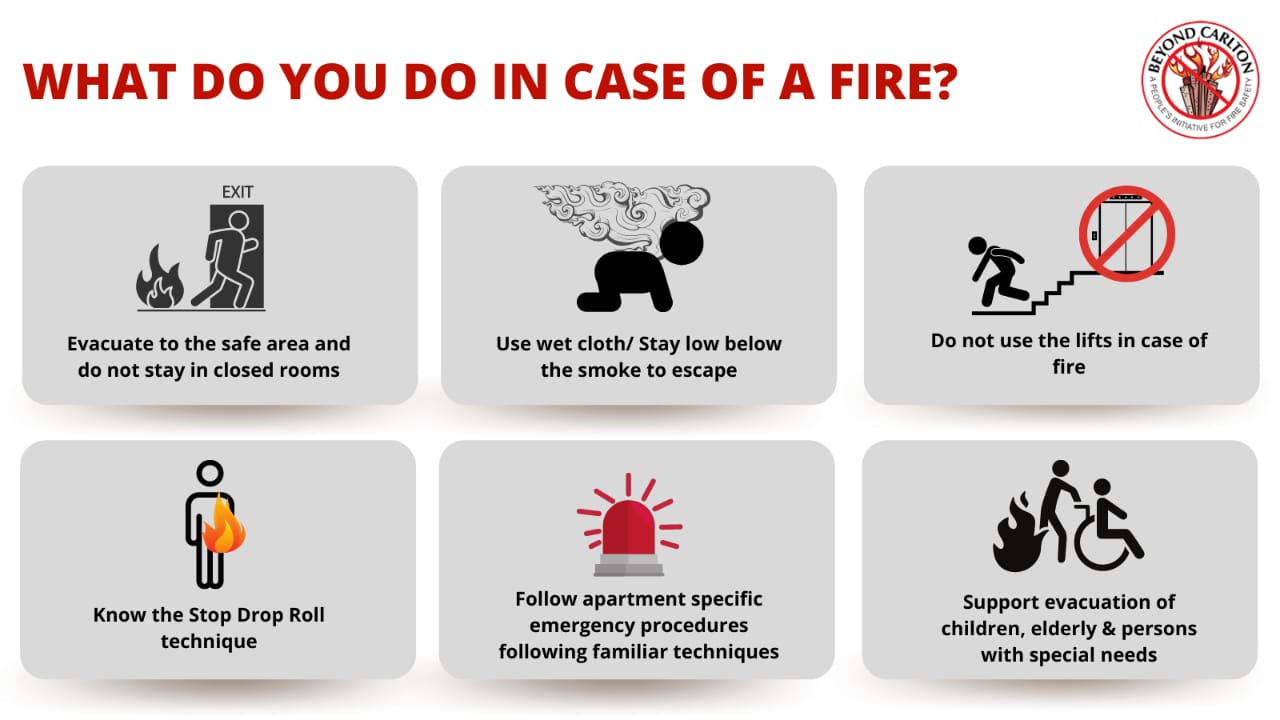 WHAT DO YOU DO IN CASE OF A FIRE?
BEYOND CARLTON
A PEOPLE'S INITIATIVE FOR FIRE SAFETY
EXIT
Evacuate to the safe area and
do not stay in closed rooms
Use wet cloth/ Stay low below
the smoke to escape
Do not use the lifts in case of
fire
Know the Stop Drop Roll
technique
Follow apartment specific
emergency procedures
following familiar techniques
Support evacuation of
children, elderly & persons
with special needs